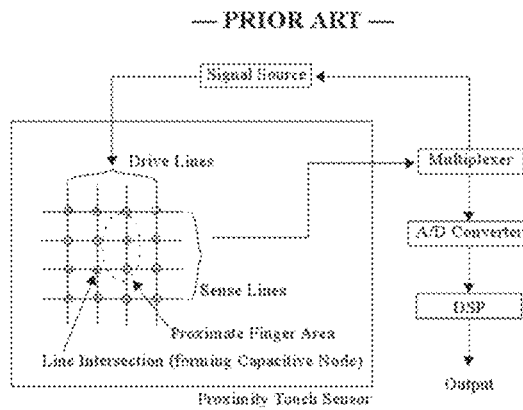 — PRIOR ART —
Signal Source
Drive Lines
Multiplexer
A/D Converter
Sense Lines
DSP
Proximate Finger Area
Line Intersection (forming Capacitive Node)
Output
Proximity Touch Sensor